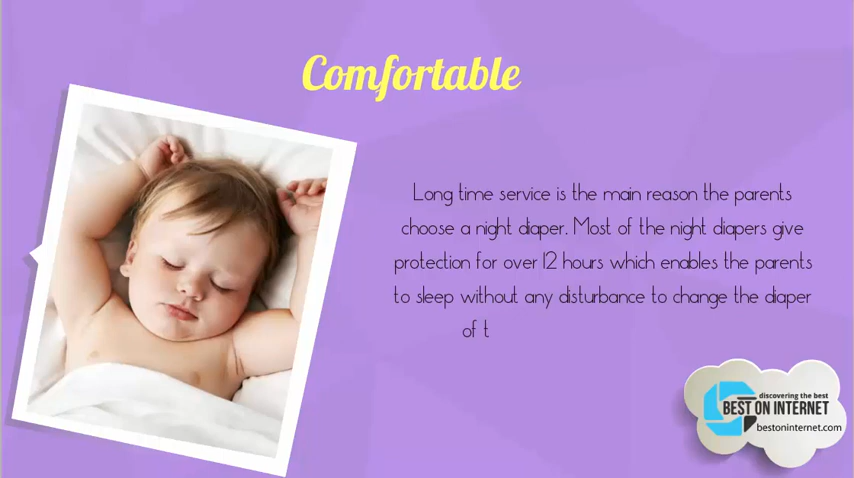 Comfortable
Long time service is the main reason the parents
choose a night diaper. Most of the night diapers give
protection for over 12 hours which enables the parents
to sleep without any disturbance to change the diaper
of t
discovering the best
BEST ON INTERNET
bestoninternet.com